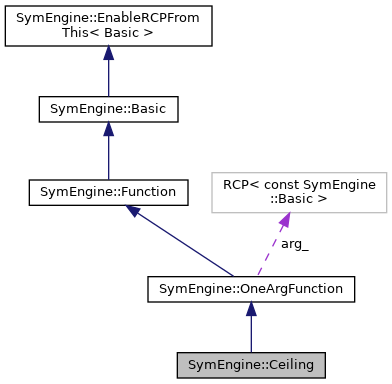 SymEngine::EnableRCPFrom
This< Basic >
SymEngine::Basic
SymEngine::Function
RCP< const SymEngine
::Basic >
arg_
SymEngine::OneArgFunction
SymEngine::Ceiling